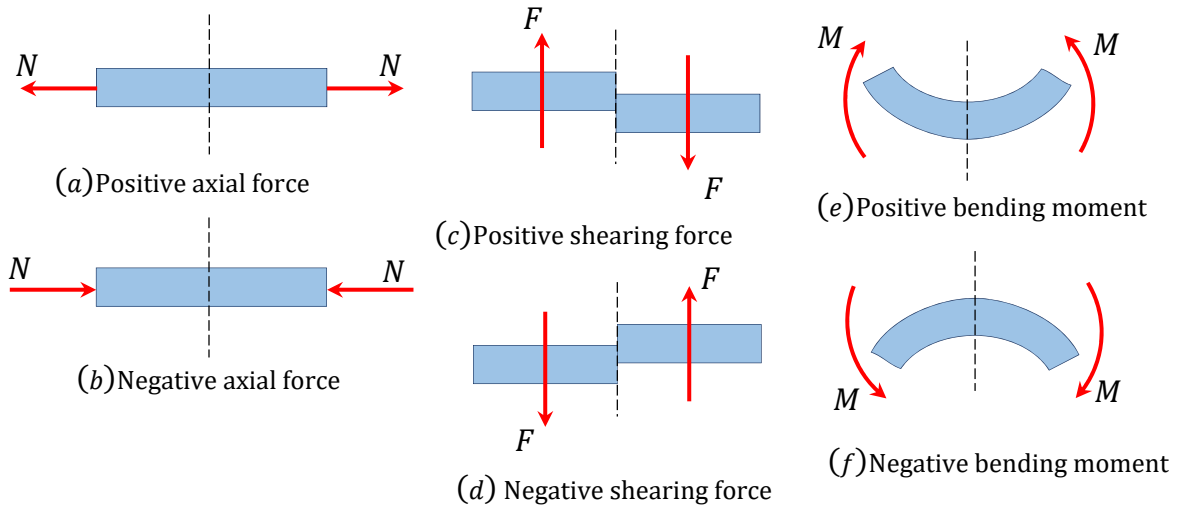 N N
(a)Positive axial force
N N
(b)Negative axial force
F
F
(c)Positive shearing force
F
F
(d) Negative shearing force
M M
(e)Positive bending moment
M M
(f)Negative bending moment